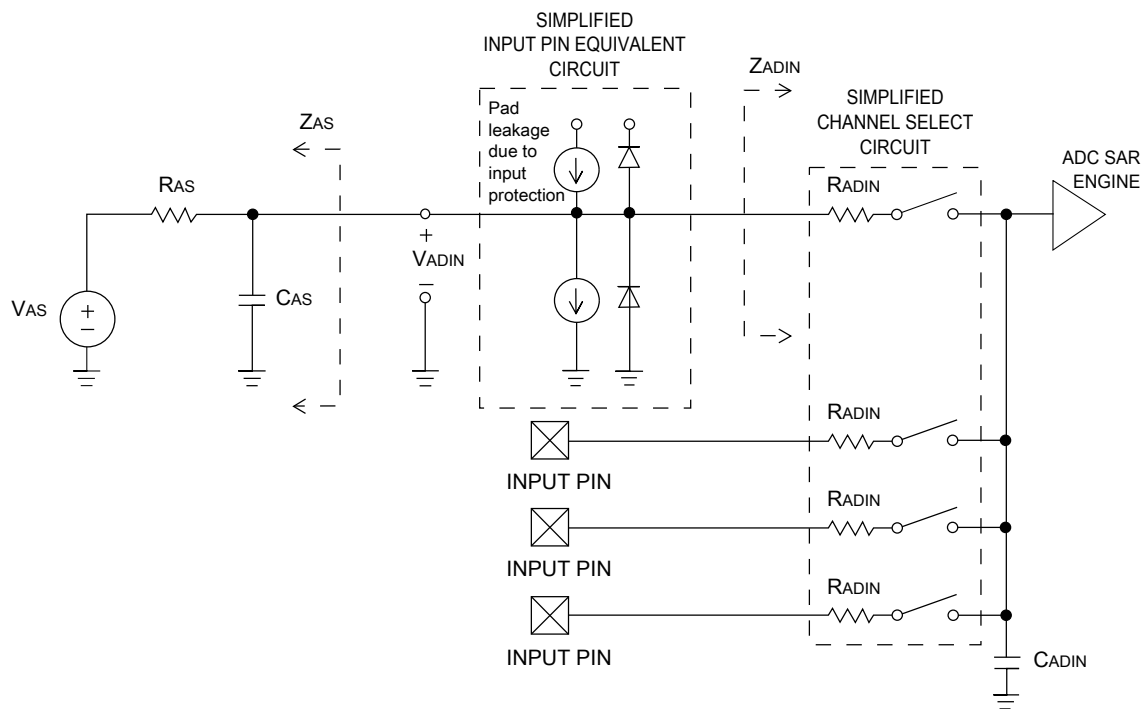 SIMPLIFIED
INPUT PIN EQUIVALENT
CIRCUIT
ZADIN
SIMPLIFIED
CHANNEL SELECT
CIRCUIT
ADC SAR
ENGINE
Pad
leakage
due to
input
protection
ZAS
RAS
RADIN
+
VADIN
−
CAS
VAS
+
−
RADIN
INPUT PIN
RADIN
INPUT PIN
RADIN
INPUT PIN
CADIN